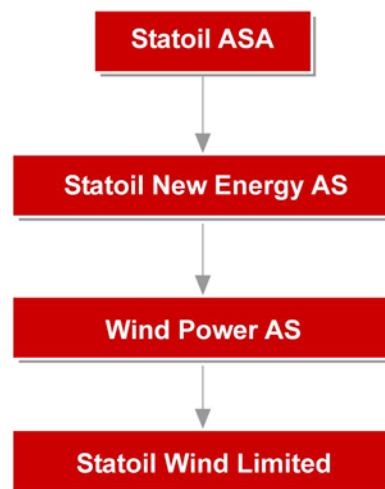 Statoil ASA
Statoil New Energy AS
Wind Power AS
Statoil Wind Limited